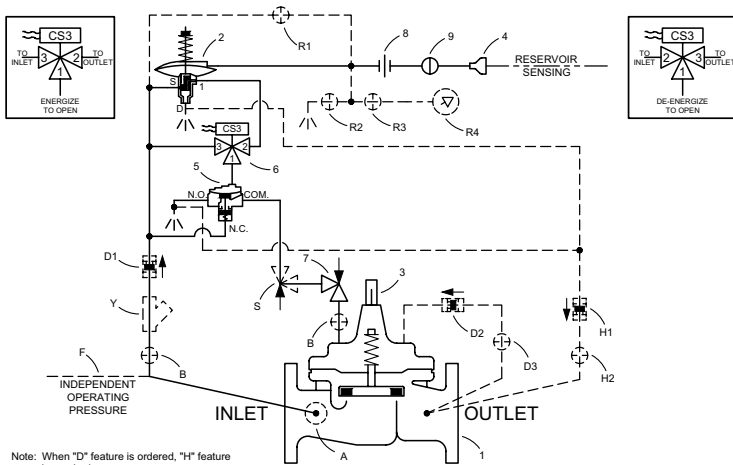 CS3
3 2
1
TO INLET
TO OUTLET
ENERGIZE TO OPEN
R1
2
8
9
4
RESERVOIR SENSING
CS3
3 2
1
TO INLET
TO OUTLET
DE-ENERGIZE TO OPEN
S
1
D
R2
R3
R4
CS3
3 2
1
5
6
N.O.
COM.
N.C.
D1
7
3
S
Y
B
D2
H1
F
B
D3
H2
INDEPENDENT
OPERATING
PRESSURE
INLET
OUTLET
A
1
Note: When "D" feature is ordered, "H" feature